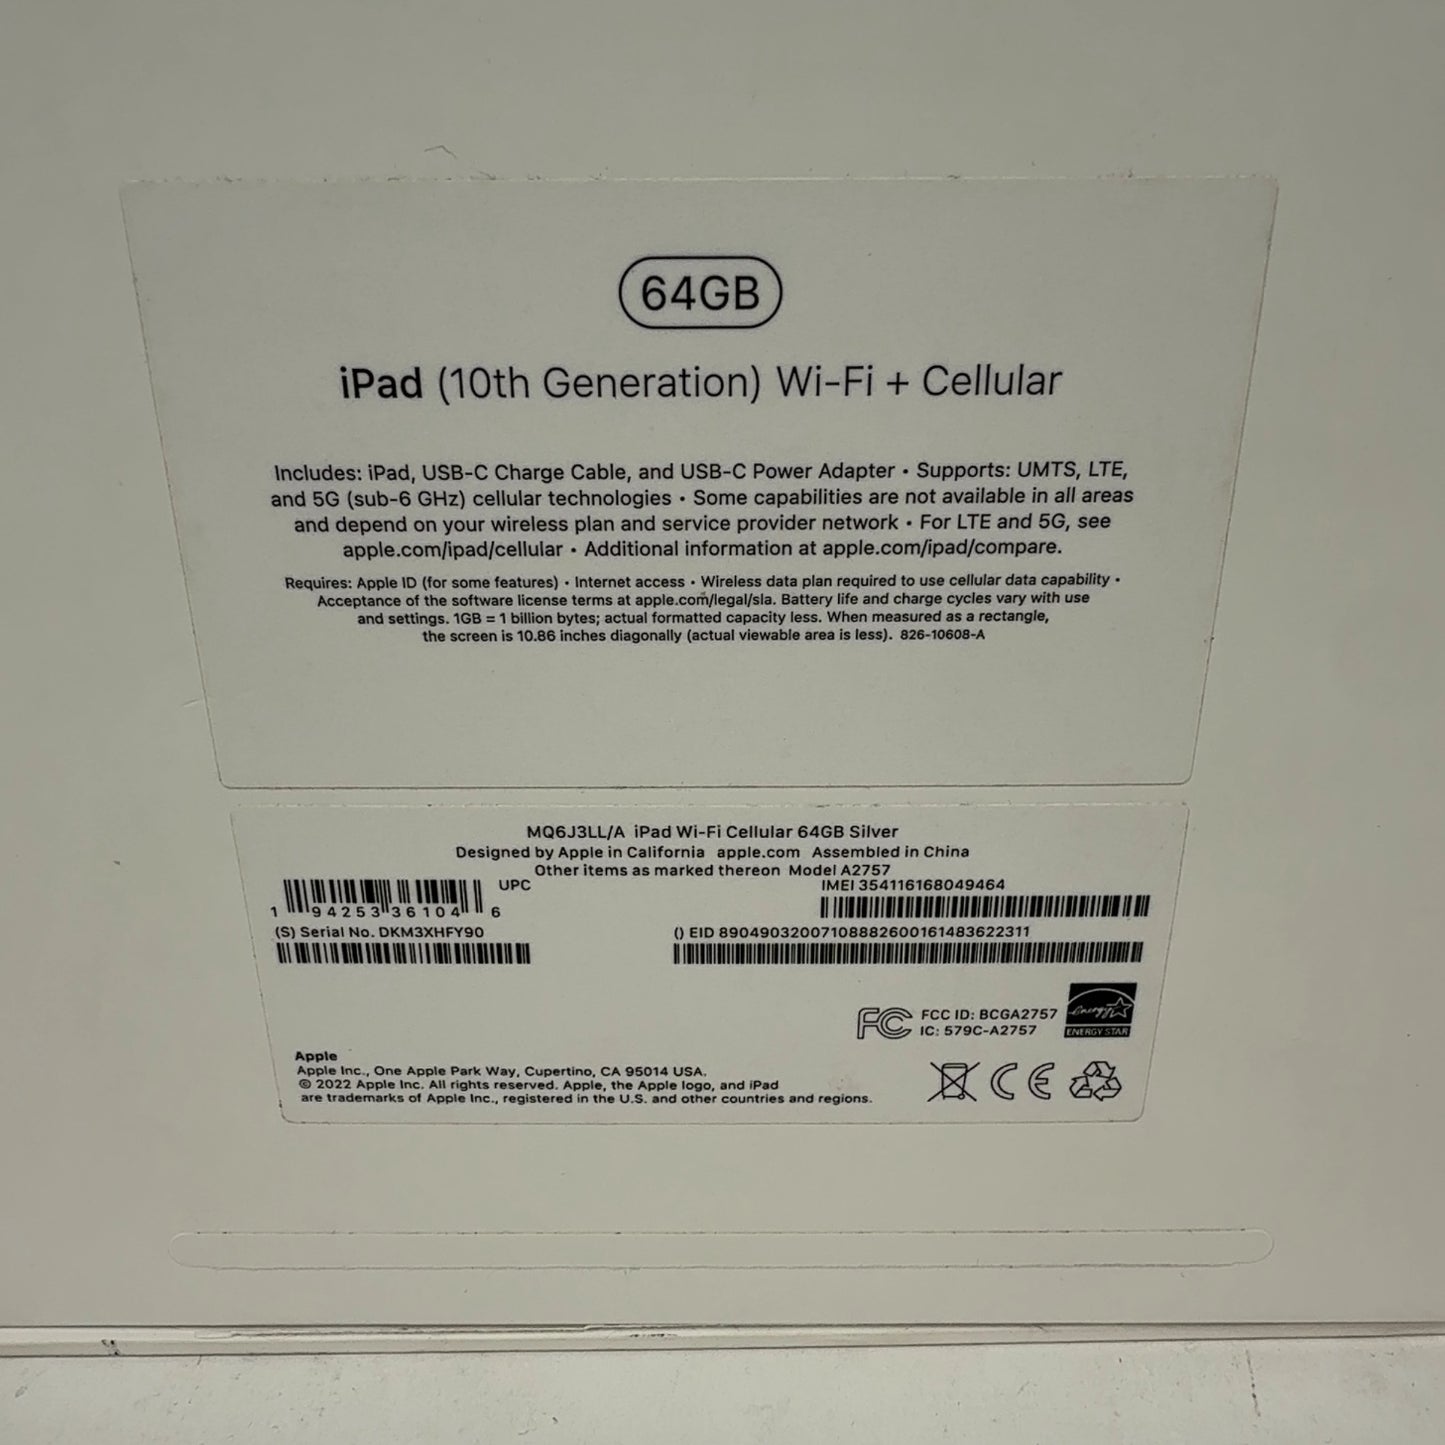 64GB
iPad (10th Generation) Wi-Fi + Cellular
Includes: iPad, USB-C Charge Cable, and USB-C Power Adapter • Supports: UMTS, LTE,
and 5G (sub-6 GHz) cellular technologies • Some capabilities are not available in all areas
and depend on your wireless plan and service provider network • For LTE and 5G, see
apple.com/ipad/cellular • Additional information at apple.com/ipad/compare.
Requires: Apple ID (for some features) • Internet access • Wireless data plan required to use cellular data capability •
Acceptance of the software license terms at apple.com/legal/sla. Battery life and charge cycles vary with use
and settings. 1GB = 1 billion bytes; actual formatted capacity less. When measured as a rectangle,
the screen is 10.86 inches diagonally (actual viewable area is less). 826-10608-A
MQ6J3LL/A iPad Wi-Fi Cellular 64GB Silver
Designed by Apple in California apple.com Assembled in China
Other items as marked thereon Model A2757
UPC
1 94253 36104 6
IMEI 354116168049464
(S) Serial No. DKM3XHFY90
() EID 89049032007108882600161483622311
FC FCC ID: BCGA2757
IC: 579C-A2757
energy
ENERGY STAR
Apple
Apple Inc., One Apple Park Way, Cupertino, CA 95014 USA.
© 2022 Apple Inc. All rights reserved. Apple, the Apple logo, and iPad
are trademarks of Apple Inc., registered in the U.S. and other countries and regions.
CE